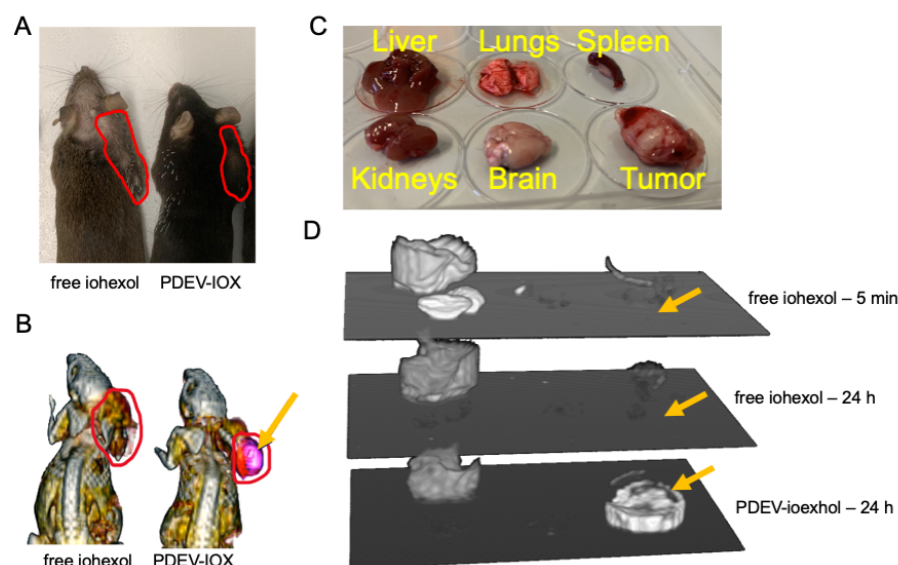 A
free iohexol PDEV-IOX
B
free iohexol PDEV-IOX
C
Liver Lungs Spleen
Kidneys Brain Tumor
D
free iohexol – 5 min
free iohexol – 24 h
PDEV-ioexhol – 24 h